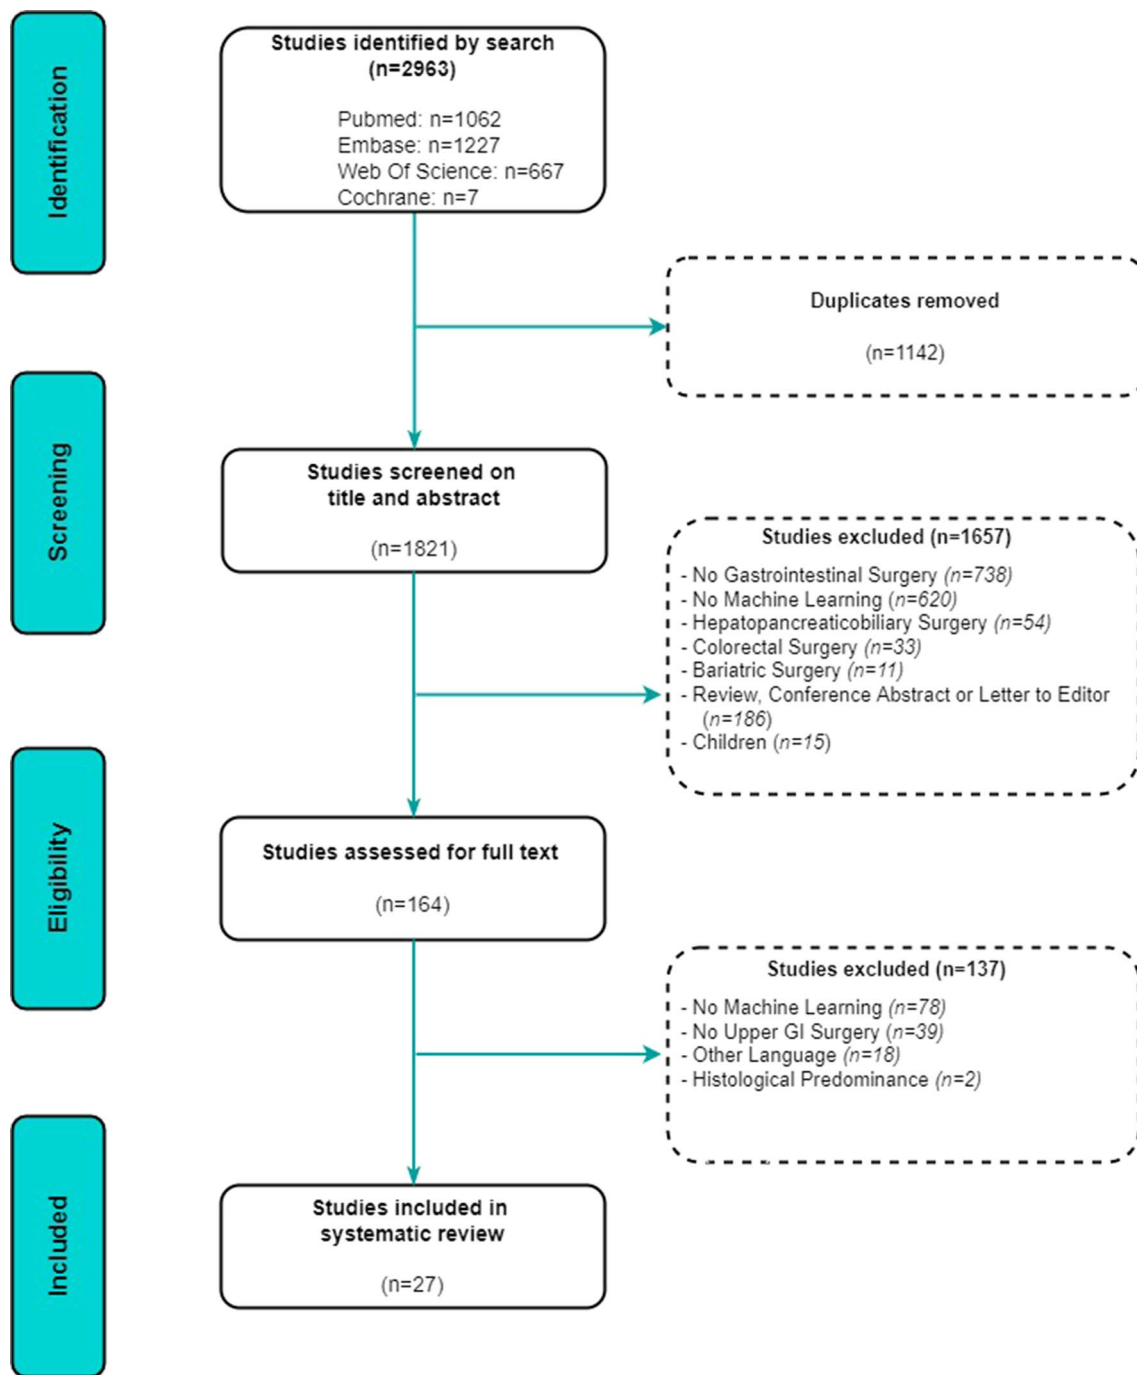 Identification
Studies identified by search
(n=2963)
Pubmed: n=1062
Embase: n=1227
Web Of Science: n=667
Cochrane: n=7
Duplicates removed
(n=1142)
Screening
Studies screened on
title and abstract
(n=1821)
Studies excluded (n=1657)
- No Gastrointestinal Surgery (n=738)
- No Machine Learning (n=620)
- Hepatopancreaticobiliary Surgery (n=54)
- Colorectal Surgery (n=33)
- Bariatric Surgery (n=11)
- Review, Conference Abstract or Letter to Editor
(n=186)
- Children (n=15)
Eligibility
Studies assessed for full text
(n=164)
Studies excluded (n=137)
- No Machine Learning (n=78)
- No Upper GI Surgery (n=39)
- Other Language (n=18)
- Histological Predominance (n=2)
Included
Studies included in
systematic review
(n=27)